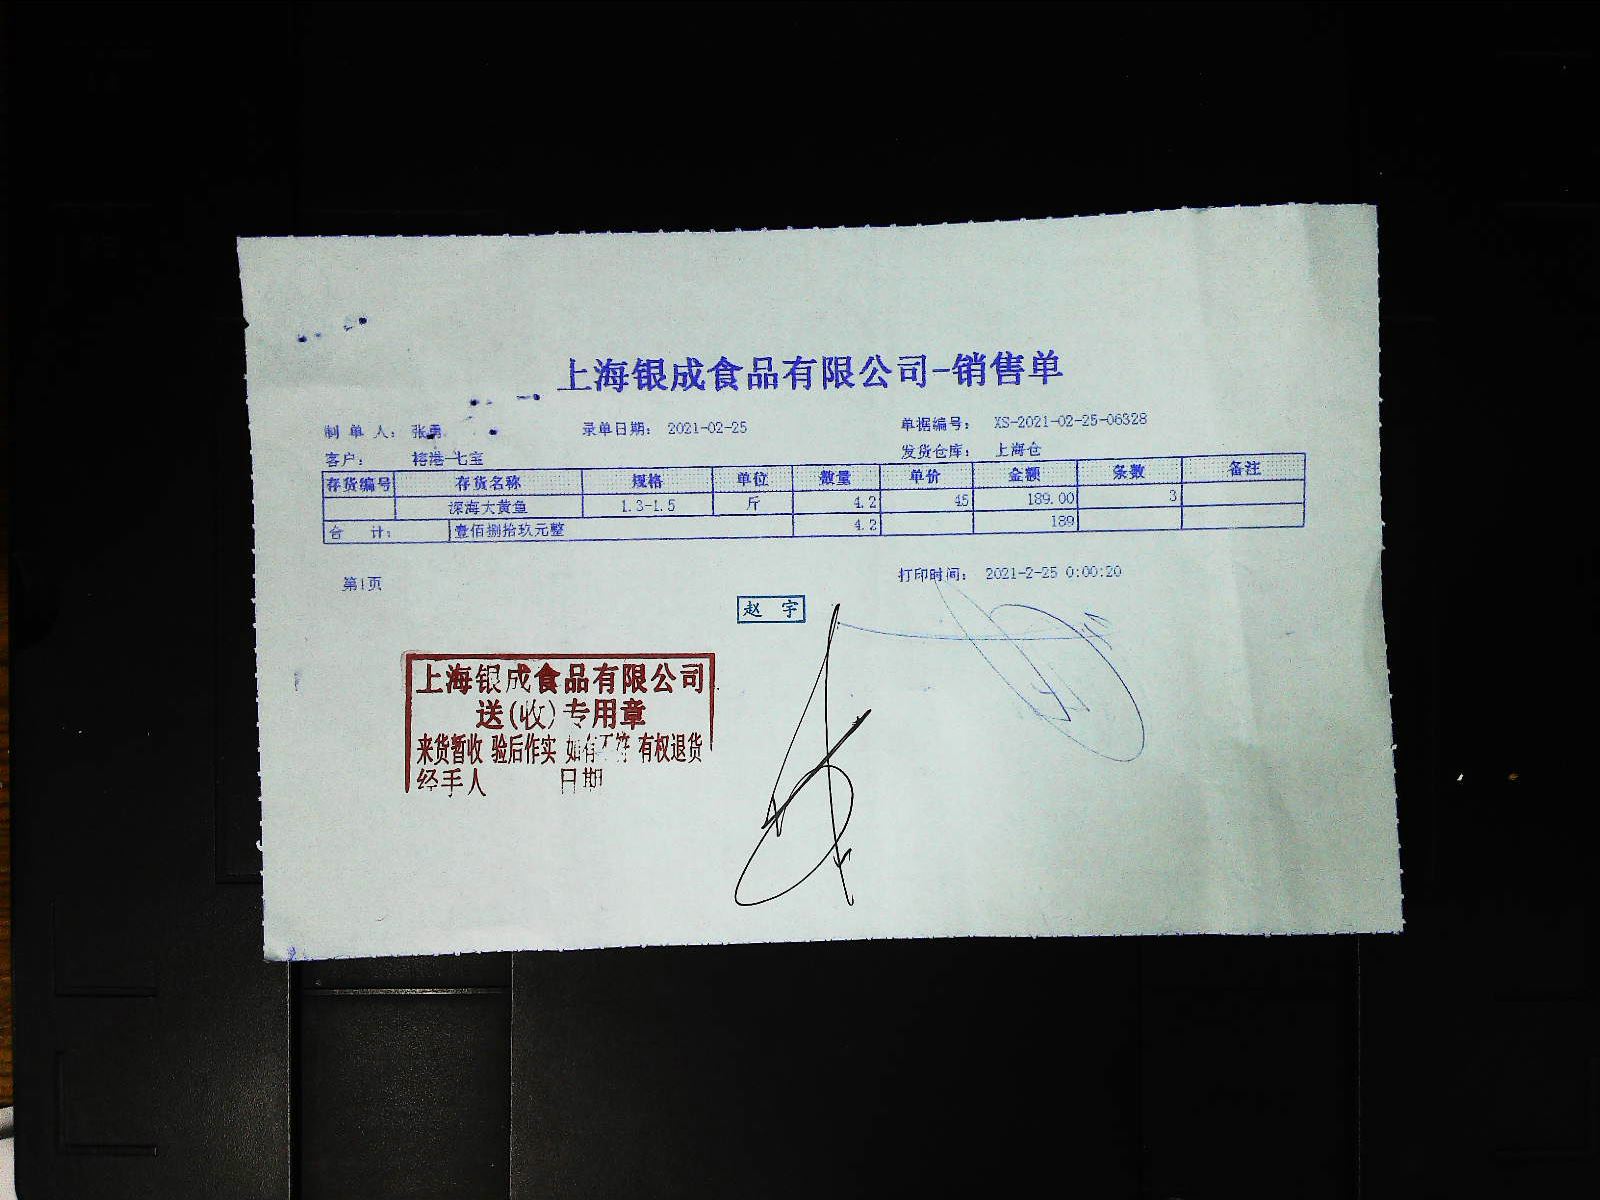 上海银成食品有限公司-销售单
制 单 人： 张勇 录单日期： 2021-02-25 单据编号： XS-2021-02-25-06328
客户： 榕港-七宝 发货仓库： 上海仓
存货编号 存货名称 规格 单位 数量 单价 金额 条数 备注
深海大黄鱼 1.3-1.5 斤 4.2 45 189.00 3
合 计： 壹佰捌拾玖元整 4.2 189
第1页 打印时间： 2021-2-25 0:00:20
赵 宇
上海银成食品有限公司
送(收)专用章
来货暂收 验后作实 如有不符 有权退货
经手人 日期